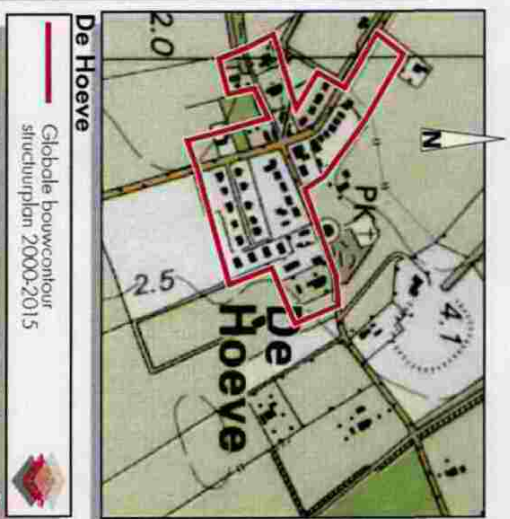 De Hoeve
Globale bouwcontour
structuurplan 2000-2015
2.0
N
PK
4.1
2.5
De
Hoeve